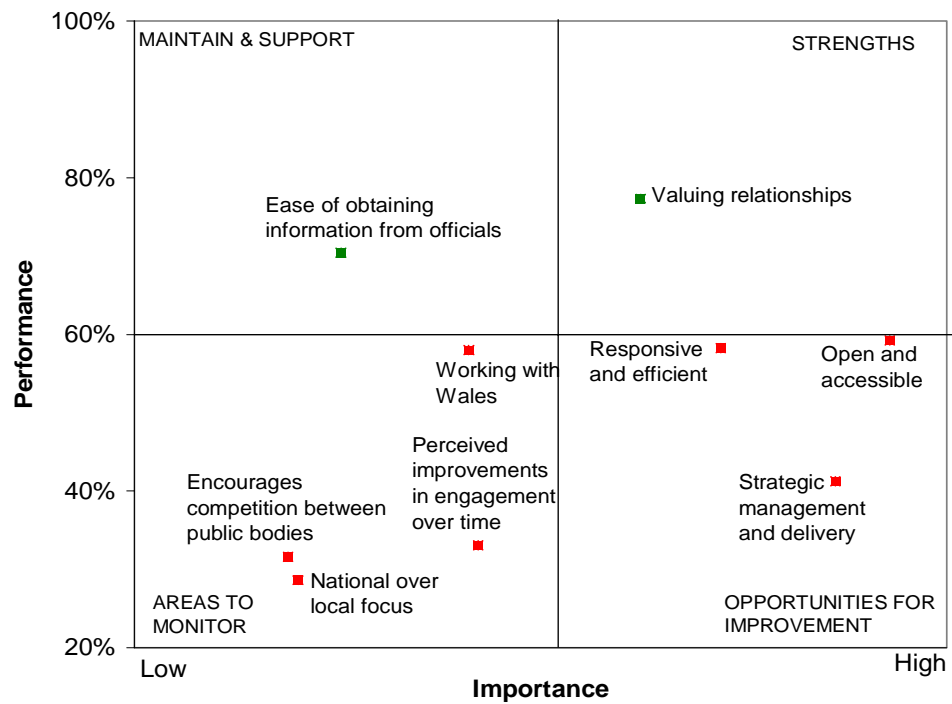 100%
MAINTAIN & SUPPORT
STRENGTHS
80%
Valuing relationships
Ease of obtaining
information from officials
Performance
60%
Responsive
and efficient
Open and
accessible
Working with
Wales
Perceived
improvements
in engagement
over time
40%
Encourages
competition between
public bodies
Strategic
management
and delivery
National over
local focus
AREAS TO
MONITOR
OPPORTUNITIES FOR
IMPROVEMENT
20%
Low
High
Importance